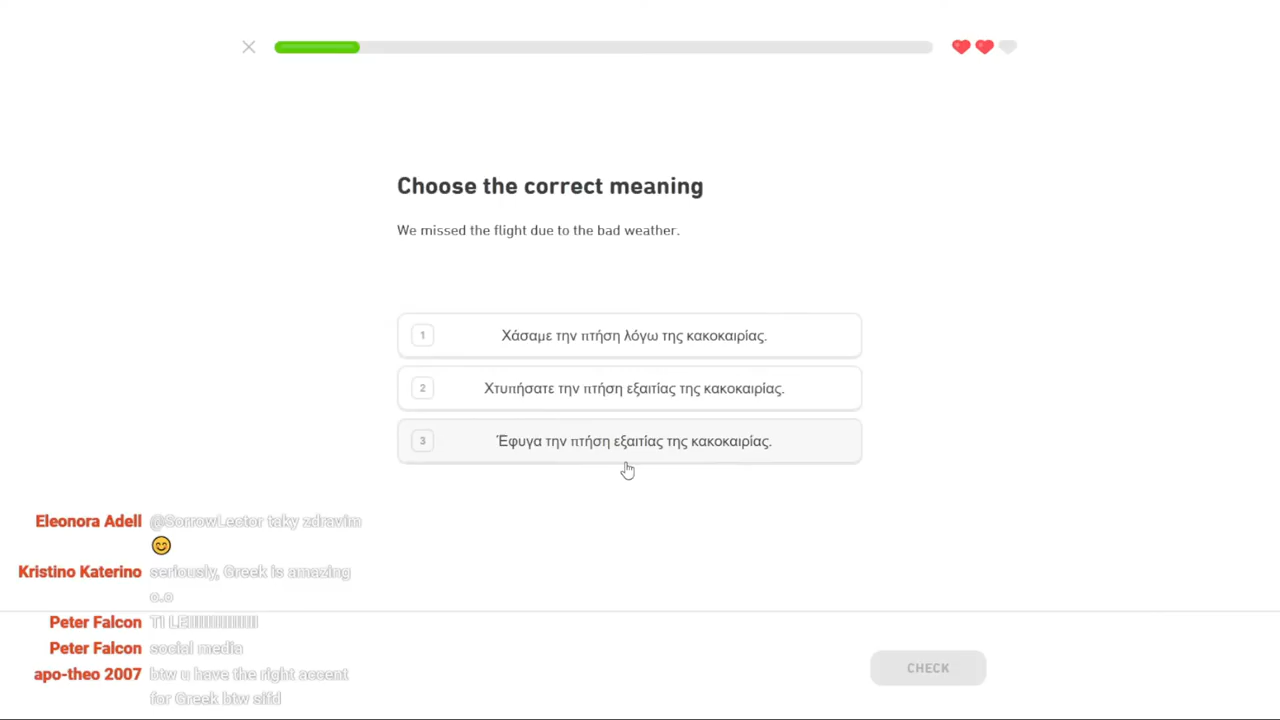 Choose the correct meaning
We missed the flight due to the bad weather.
1 Χάσαμε την πτήση λόγω της κακοκαιρίας.
2 Χτυπήσατε την πτήση εξαιτίας της κακοκαιρίας.
3 Έφυγα την πτήση εξαιτίας της κακοκαιρίας.
Eleonora Adell @SorrowLector taky zdravim
Kristino Katerino seriously, Greek is amazing
o.o
Peter Falcon
Peter Falcon social media
apo-theo 2007 btw u have the right accent
for Greek btw sifd
CHECK